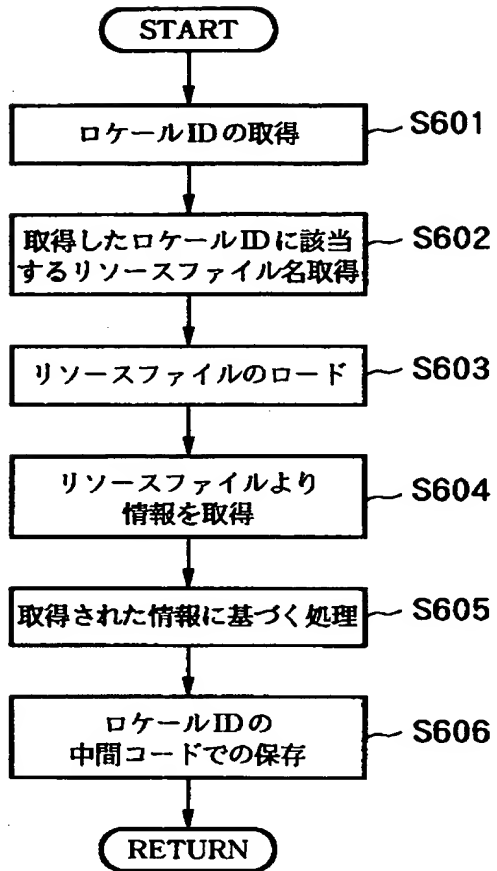 START
ロケールIDの取得
S601
取得したロケールIDに該当
するリソースファイル名取得
S602
リソースファイルのロード
S603
リソースファイルより
情報を取得
S604
取得された情報に基づく処理
S605
ロケールIDの
中間コードでの保存
S606
RETURN